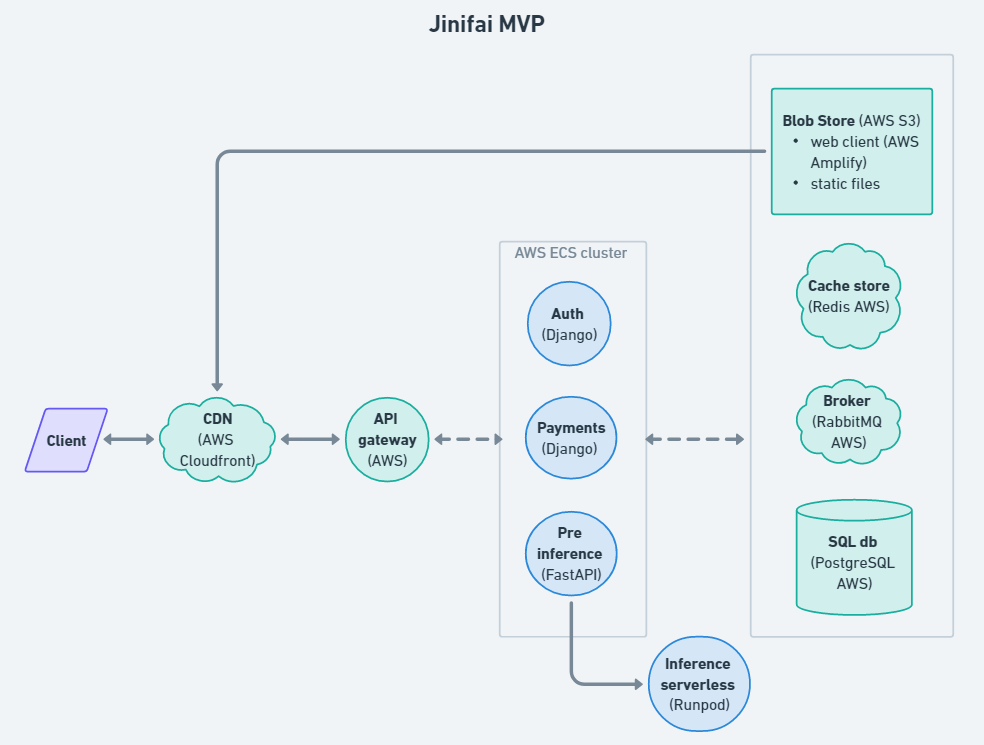 Jinifai MVP
Blob Store (AWS S3)
• web client (AWS
Amplify)
• static files
AWS ECS cluster
Auth
(Django)
Cache store
(Redis AWS)
Client
CDN
(AWS
Cloudfront)
API
gateway
(AWS)
Payments
(Django)
Broker
(RabbitMQ
AWS)
Pre
inference
(FastAPI)
SQL db
(PostgreSQL
AWS)
Inference
serverless
(Runpod)